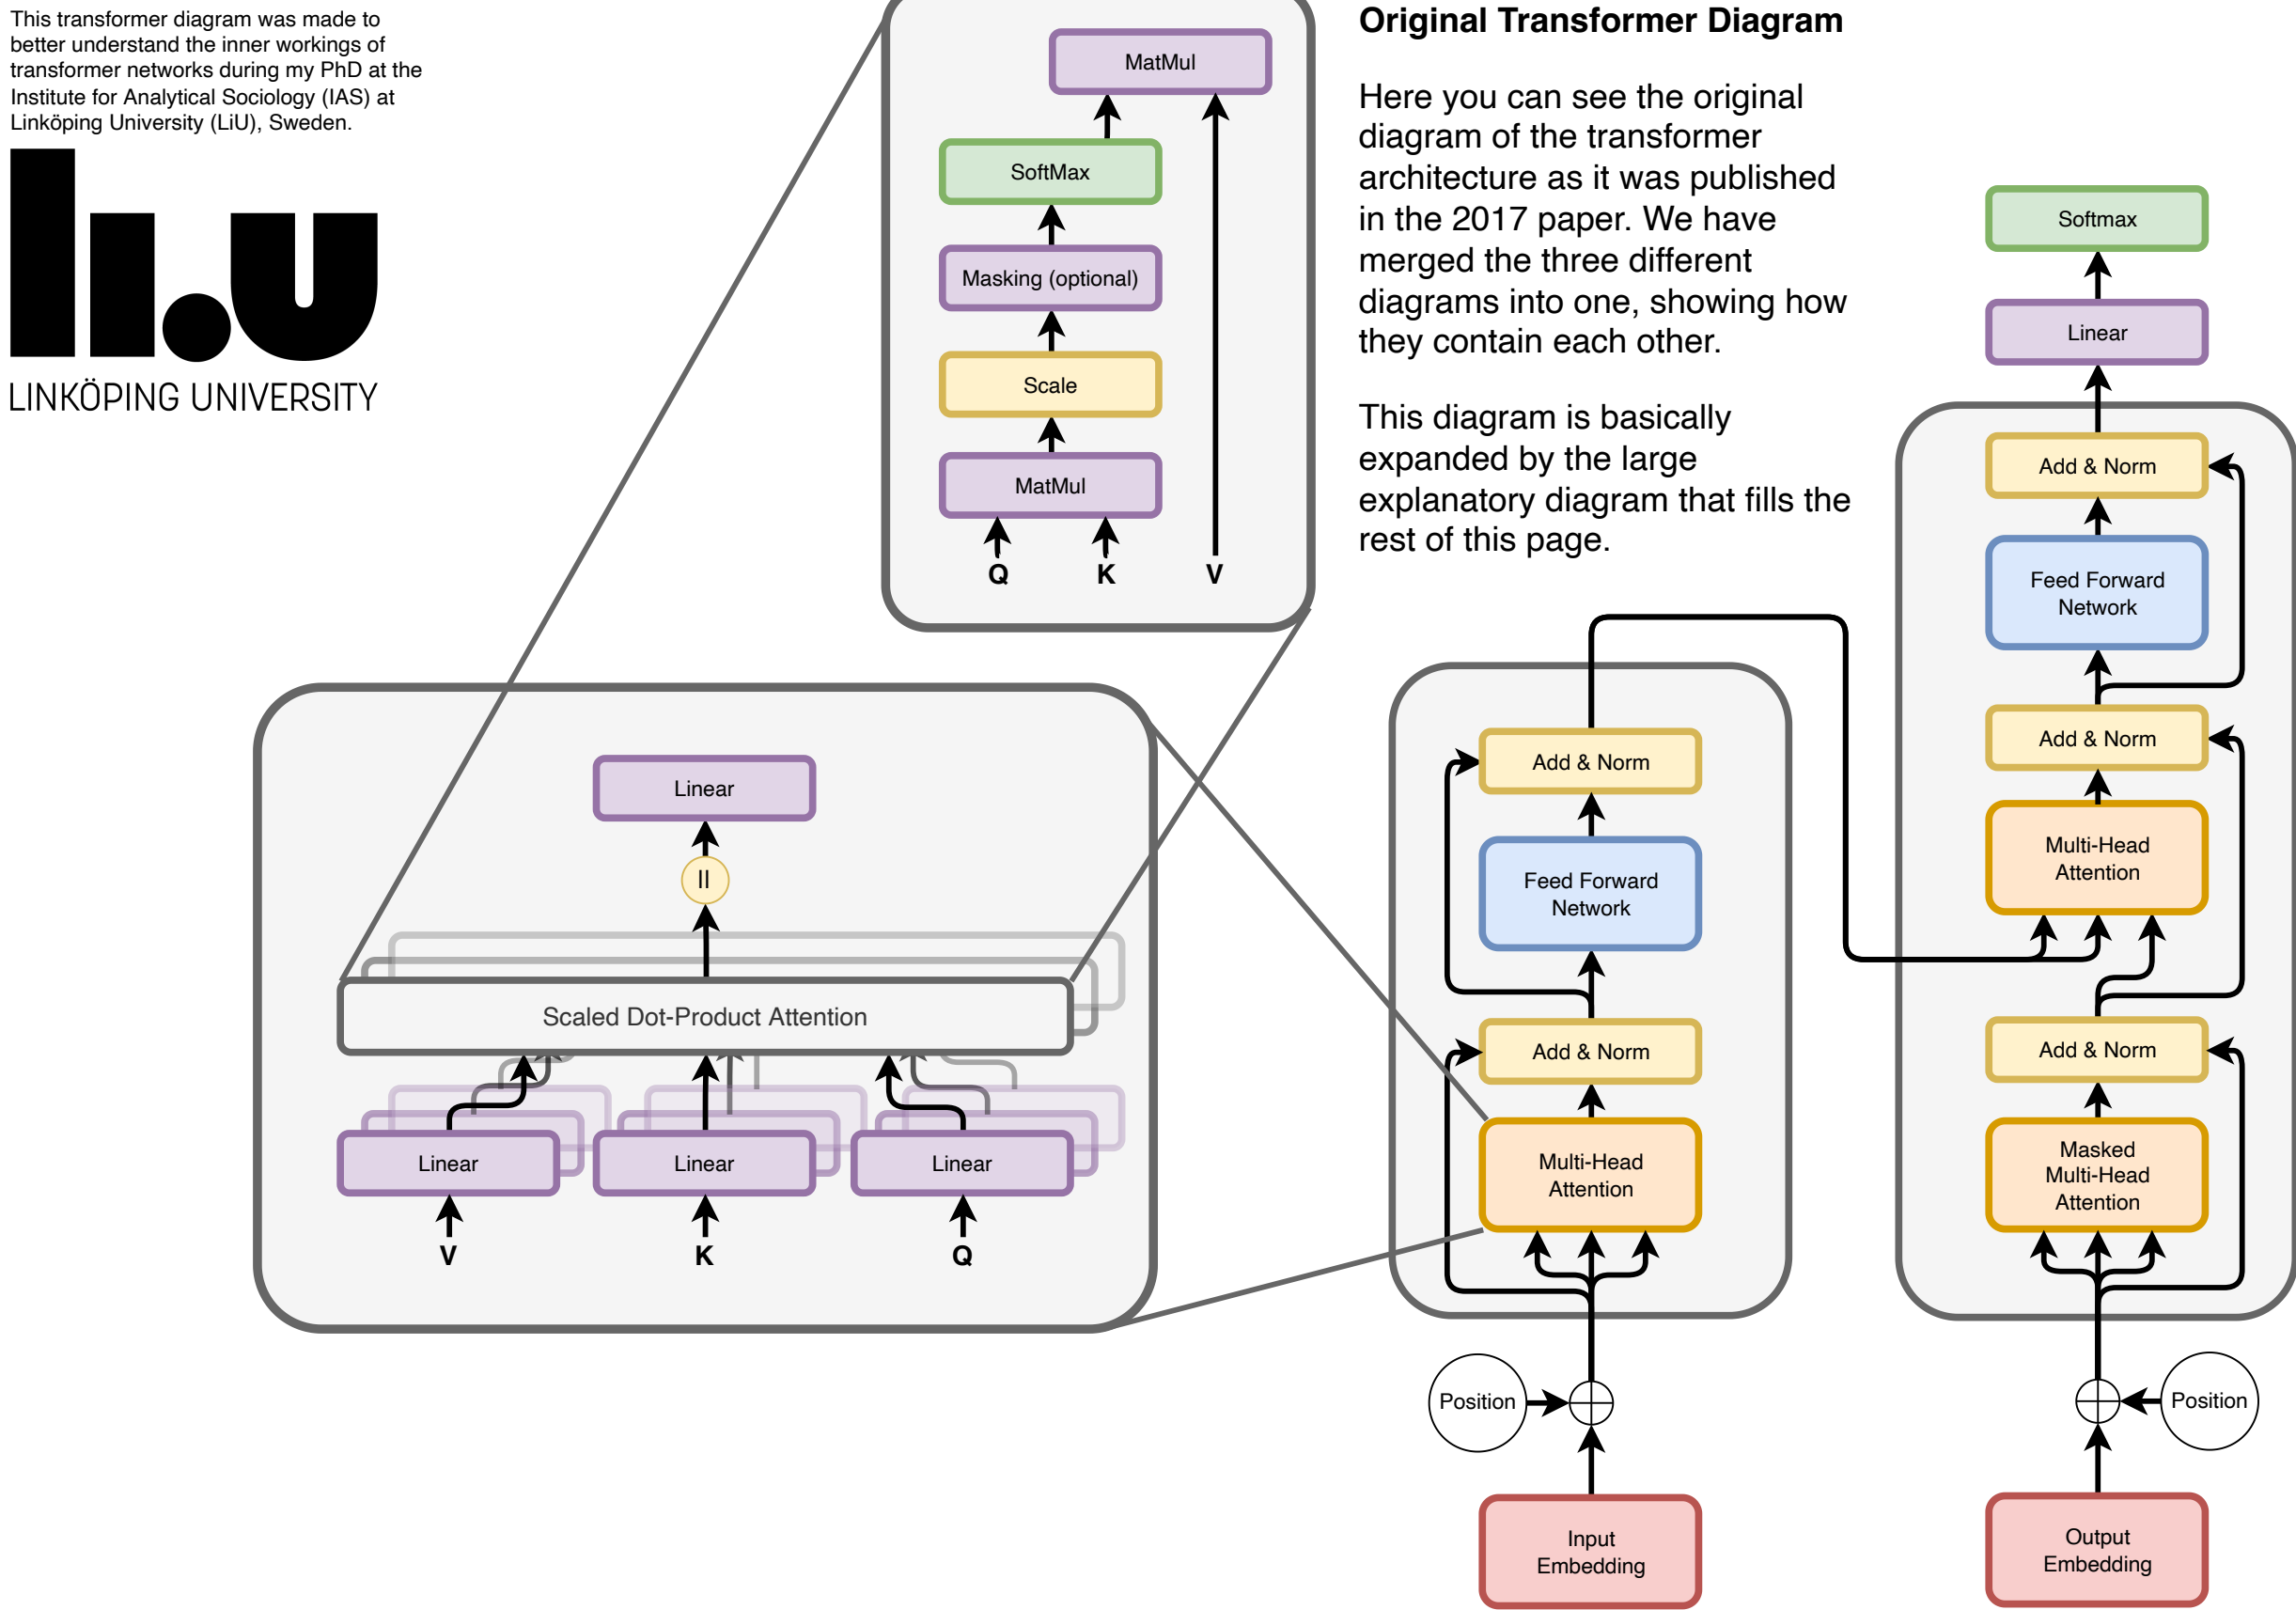 This transformer diagram was made to
better understand the inner workings of
transformer networks during my PhD at the
Institute for Analytical Sociology (IAS) at
Linköping University (LiU), Sweden.
li.u
LINKÖPING UNIVERSITY
MatMul
SoftMax
Masking (optional)
Scale
MatMul
Q
K
V
Original Transformer Diagram
Here you can see the original
diagram of the transformer
architecture as it was published
in the 2017 paper. We have
merged the three different
diagrams into one, showing how
they contain each other.
This diagram is basically
expanded by the large
explanatory diagram that fills the
rest of this page.
Linear
||
Scaled Dot-Product Attention
Linear
Linear
Linear
V
K
Q
Add & Norm
Feed Forward
Network
Add & Norm
Multi-Head
Attention
Position
Input
Embedding
Softmax
Linear
Add & Norm
Feed Forward
Network
Add & Norm
Multi-Head
Attention
Add & Norm
Masked
Multi-Head
Attention
Position
Output
Embedding